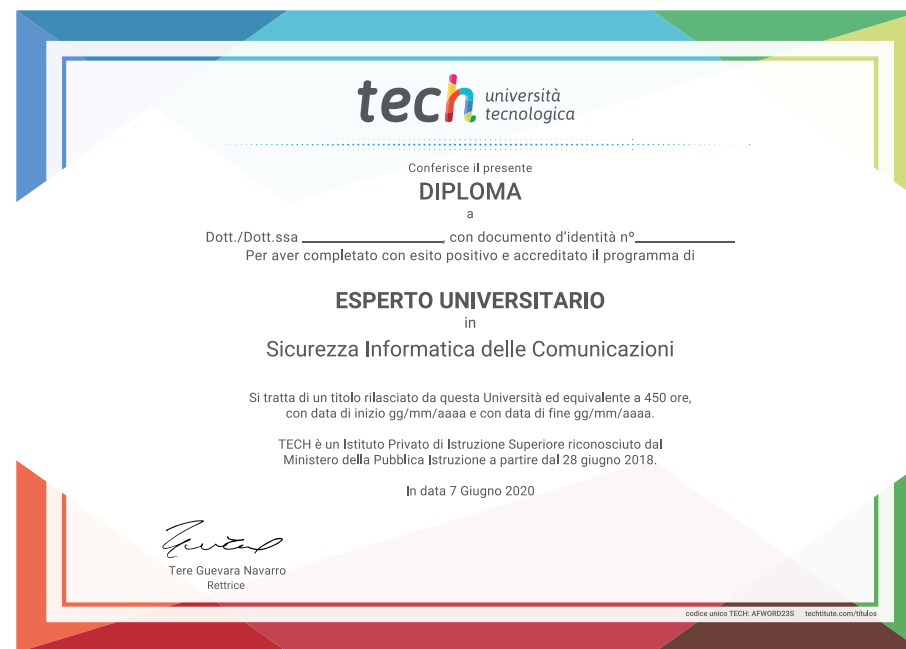 tech università
tecnologica
Conferisce il presente
DIPLOMA
a
Dott./Dott.ssa ____________________, con documento d'identità nº______________
Per aver completato con esito positivo e accreditato il programma di
ESPERTO UNIVERSITARIO
in
Sicurezza Informatica delle Comunicazioni
Si tratta di un titolo rilasciato da questa Università ed equivalente a 450 ore,
con data di inizio gg/mm/aaaa e con data di fine gg/mm/aaaa.
TECH è un Istituto Privato di Istruzione Superiore riconosciuto dal
Ministero della Pubblica Istruzione a partire dal 28 giugno 2018.
In data 7 Giugno 2020
Tere Guevara Navarro
Rettrice
codice unico TECH: AFWORD23S techtitute.com/titulos